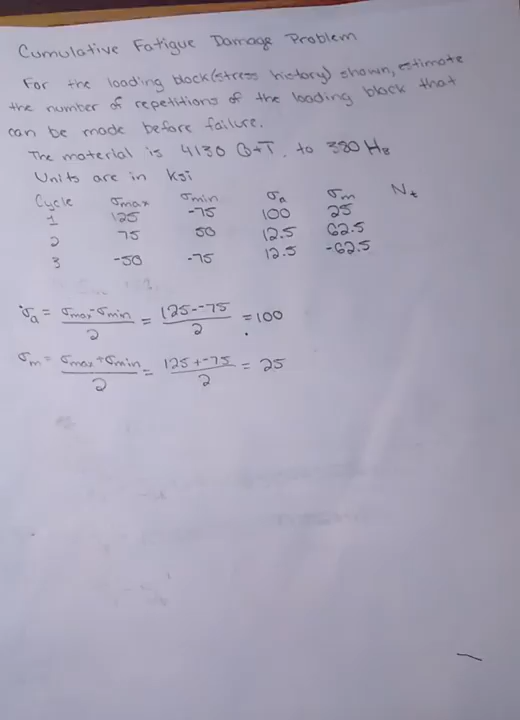 Cumulative Fatigue Damage Problem
For the loading block (stress history) shown, estimate
the number of repetitions of the loading block that
can be made before failure.
The material is 4130 Q+T. to 380 HB
Units are in Ksi
Cycle σmax σmin σa σm Nt
1 125 -75 100 25
2 75 50 12.5 62.5
3 -50 -75 12.5 -62.5
σa = σmax-σmin / 2 = 125--75 / 2 = 100
σm = σmax+σmin / 2 = 125+-75 / 2 = 25